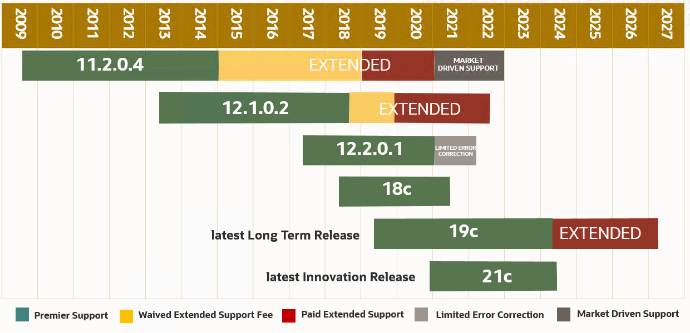 2009 2010 2011 2012 2013 2014 2015 2016 2017 2018 2019 2020 2021 2022 2023 2024 2025 2026 2027
11.2.0.4 EXTENDED MARKET
DRIVEN SUPPORT
12.1.0.2 EXTENDED
12.2.0.1 LIMITED ERROR
CORRECTION
18c
latest Long Term Release 19c EXTENDED
latest Innovation Release 21c
Premier Support Waived Extended Support Fee Paid Extended Support Limited Error Correction Market Driven Support